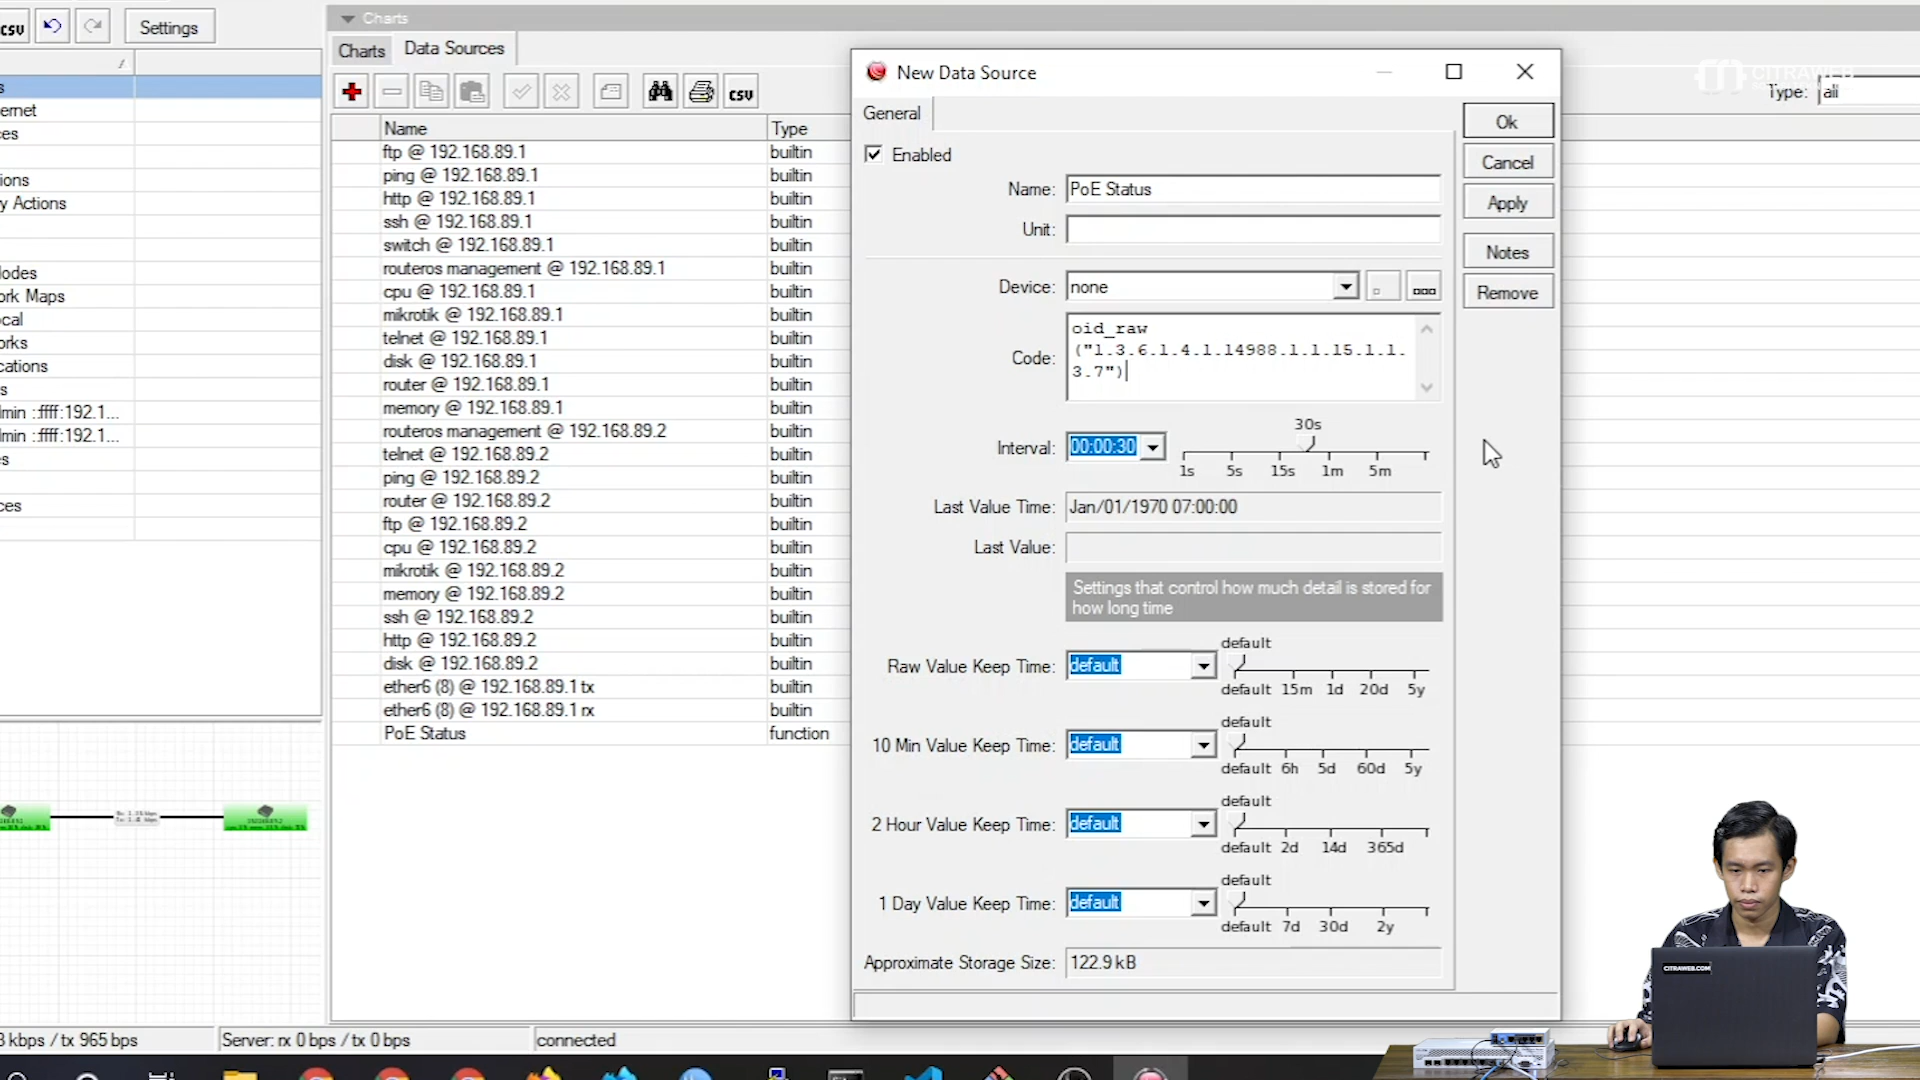 csv
Settings
Charts
Charts
Data Sources
csv
Type: all
CITRAWEB
Name
Type
ftp @ 192.168.89.1 builtin
ping @ 192.168.89.1 builtin
http @ 192.168.89.1 builtin
ssh @ 192.168.89.1 builtin
switch @ 192.168.89.1 builtin
routeros management @ 192.168.89.1 builtin
cpu @ 192.168.89.1 builtin
mikrotik @ 192.168.89.1 builtin
telnet @ 192.168.89.1 builtin
disk @ 192.168.89.1 builtin
router @ 192.168.89.1 builtin
memory @ 192.168.89.1 builtin
routeros management @ 192.168.89.2 builtin
telnet @ 192.168.89.2 builtin
ping @ 192.168.89.2 builtin
router @ 192.168.89.2 builtin
ftp @ 192.168.89.2 builtin
cpu @ 192.168.89.2 builtin
mikrotik @ 192.168.89.2 builtin
memory @ 192.168.89.2 builtin
ssh @ 192.168.89.2 builtin
http @ 192.168.89.2 builtin
disk @ 192.168.89.2 builtin
ether6 (8) @ 192.168.89.1 tx builtin
ether6 (8) @ 192.168.89.1 rx builtin
PoE Status function
s
ernet
ces
ions
y Actions
lodes
ork Maps
ocal
orks
cations
s
lmin ::ffff:192.1...
lmin ::ffff:192.1...
s
ces
New Data Source
General
Enabled
Name: PoE Status
Unit:
Device: none
Code: oid_raw
("1.3.6.1.4.1.14988.1.1.15.1.1.
3.7")
Interval: 00:00:30
30s
1s 5s 15s 1m 5m
Last Value Time: Jan/01/1970 07:00:00
Last Value:
Settings that control how much detail is stored for
how long time
Raw Value Keep Time: default
default
default 15m 1d 20d 5y
10 Min Value Keep Time: default
default
default 6h 5d 60d 5y
2 Hour Value Keep Time: default
default
default 2d 14d 365d
1 Day Value Keep Time: default
default
default 7d 30d 2y
Approximate Storage Size: 122.9 kB
Ok
Cancel
Apply
Notes
Remove
CITRAWEB.COM
3 kbps / tx 965 bps
Server: rx 0 bps / tx 0 bps
connected